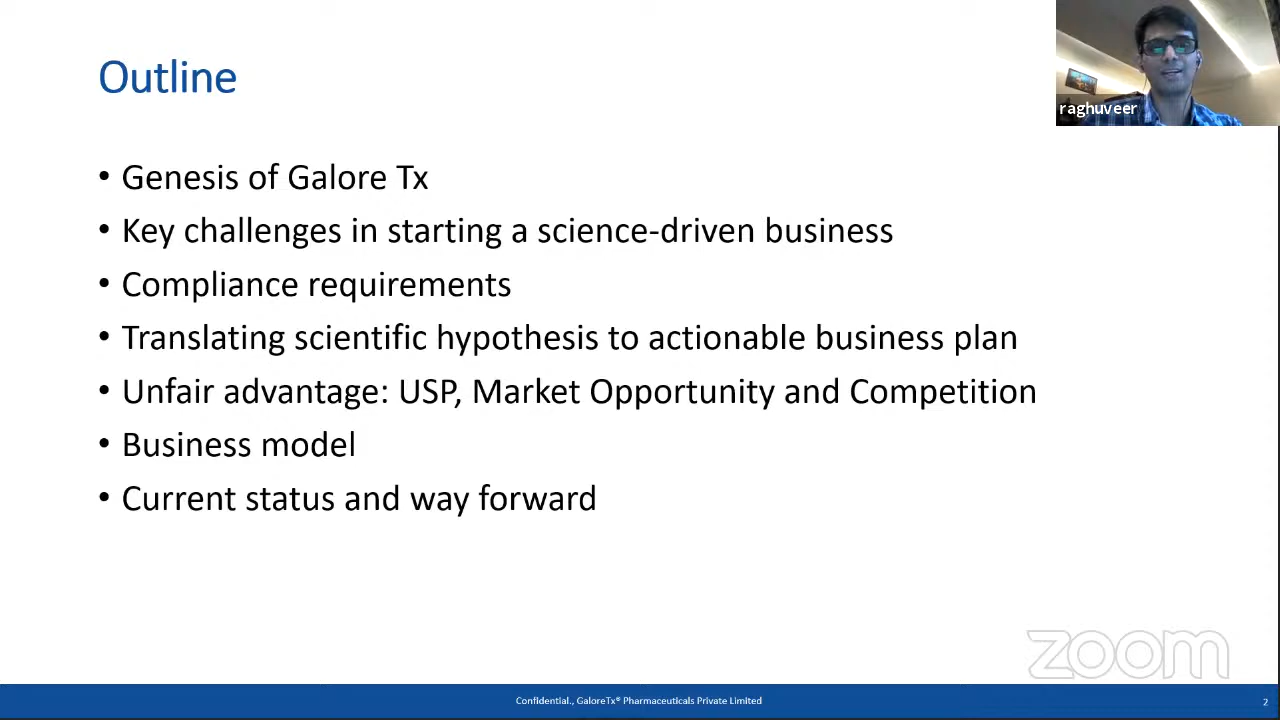 Outline
raghuveer
• Genesis of Galore Tx
• Key challenges in starting a science-driven business
• Compliance requirements
• Translating scientific hypothesis to actionable business plan
• Unfair advantage: USP, Market Opportunity and Competition
• Business model
• Current status and way forward
zoom
Confidential., GaloreTx® Pharmaceuticals Private Limited
2